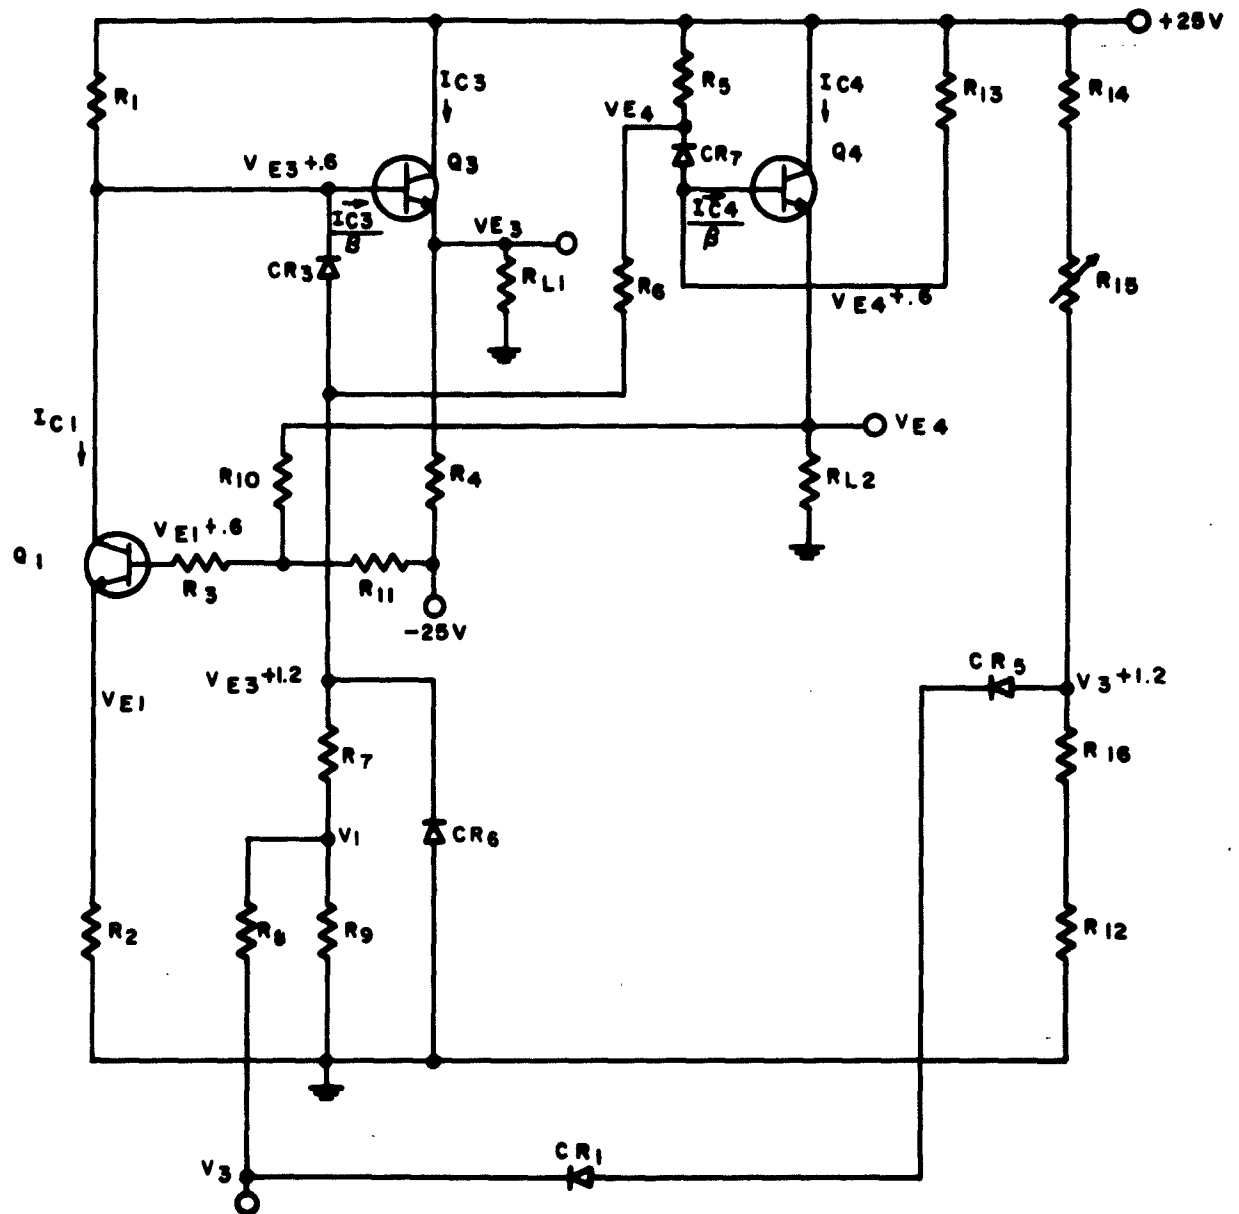 +25V
R1
IC3
R5
IC4
R13
R14
VE4
VE3+.6
Q3
CR7
Q4
IC3
β
IC4
β
VE3
CR3
RL1
R6
VE4+.6
R15
IC1
VE4
R10
R4
RL2
VE1+.6
Q1
R3
R11
-25V
VE3+1.2
CR5
V3+1.2
VE1
R7
R16
V1
CR6
R2
R8
R9
R12
CR1
V3